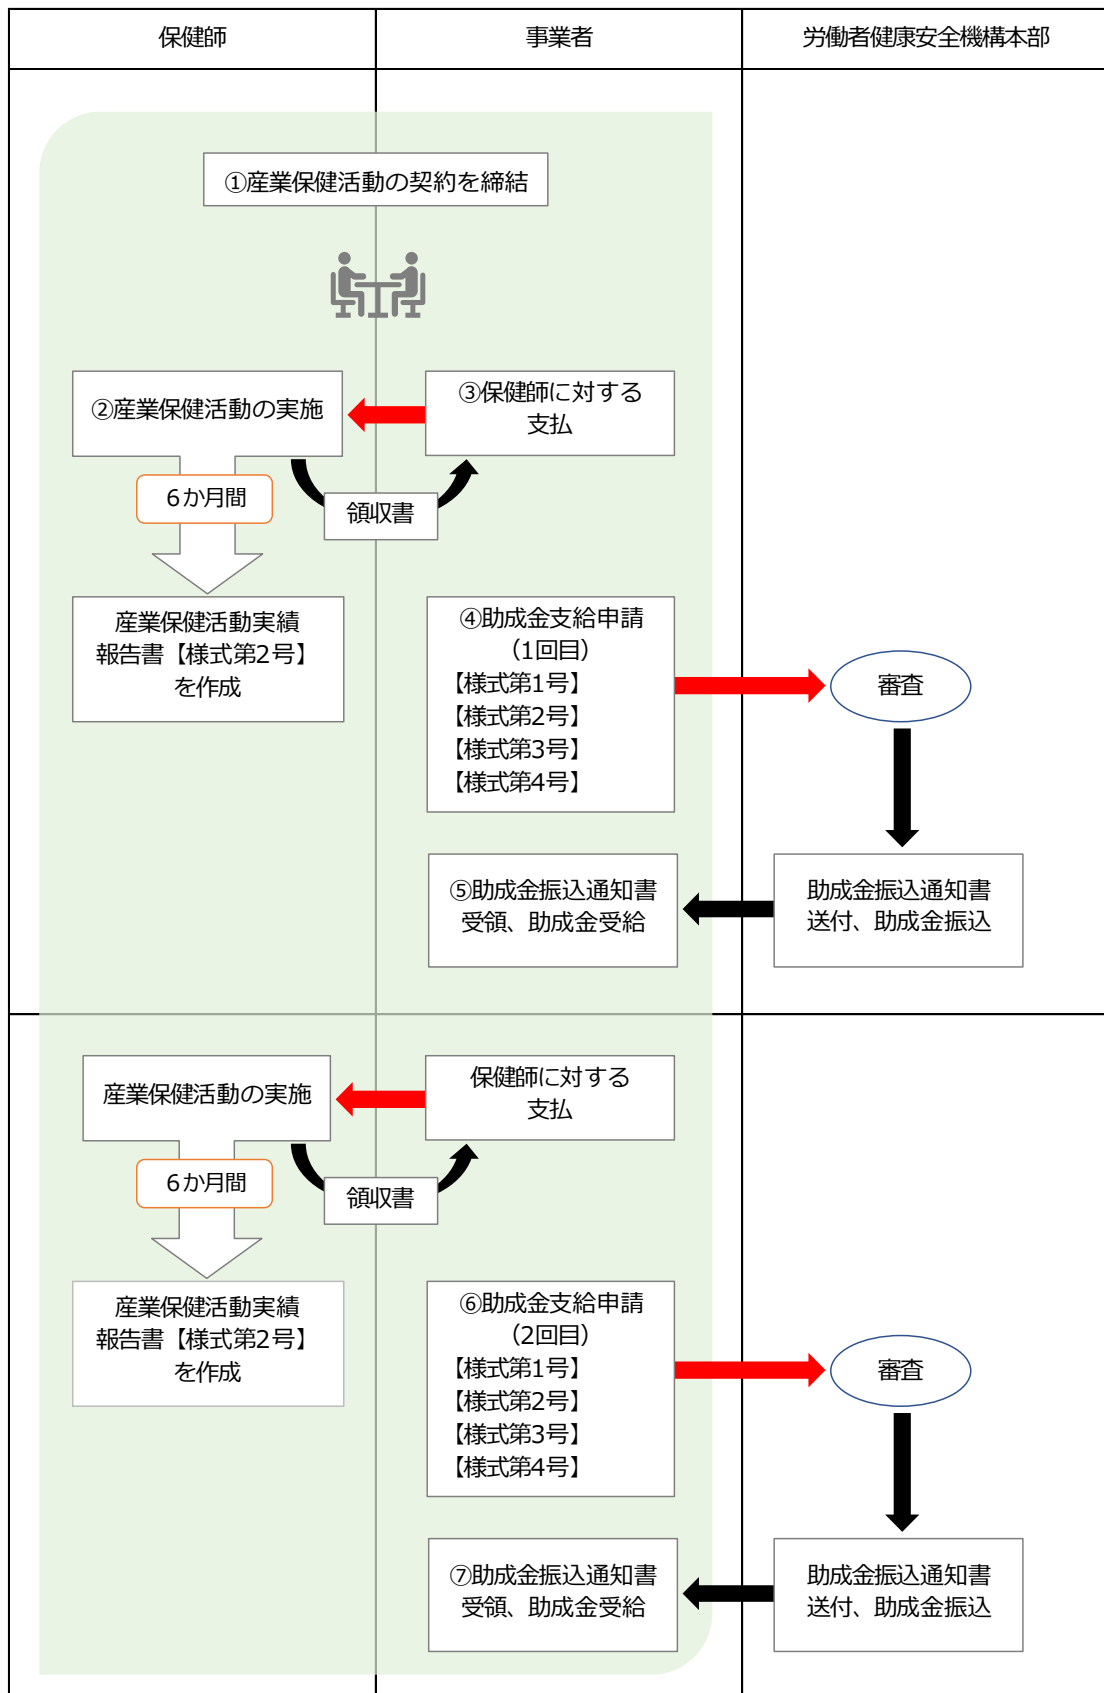 保健師
事業者
労働者健康安全機構本部
①産業保健活動の契約を締結
②産業保健活動の実施
③保健師に対する
支払
6か月間
領収書
産業保健活動実績
報告書【様式第2号】
を作成
④助成金支給申請
（1回目）
【様式第1号】
【様式第2号】
【様式第3号】
【様式第4号】
審査
⑤助成金振込通知書
受領、助成金受給
助成金振込通知書
送付、助成金振込
産業保健活動の実施
保健師に対する
支払
6か月間
領収書
産業保健活動実績
報告書【様式第2号】
を作成
⑥助成金支給申請
（2回目）
【様式第1号】
【様式第2号】
【様式第3号】
【様式第4号】
審査
⑦助成金振込通知書
受領、助成金受給
助成金振込通知書
送付、助成金振込